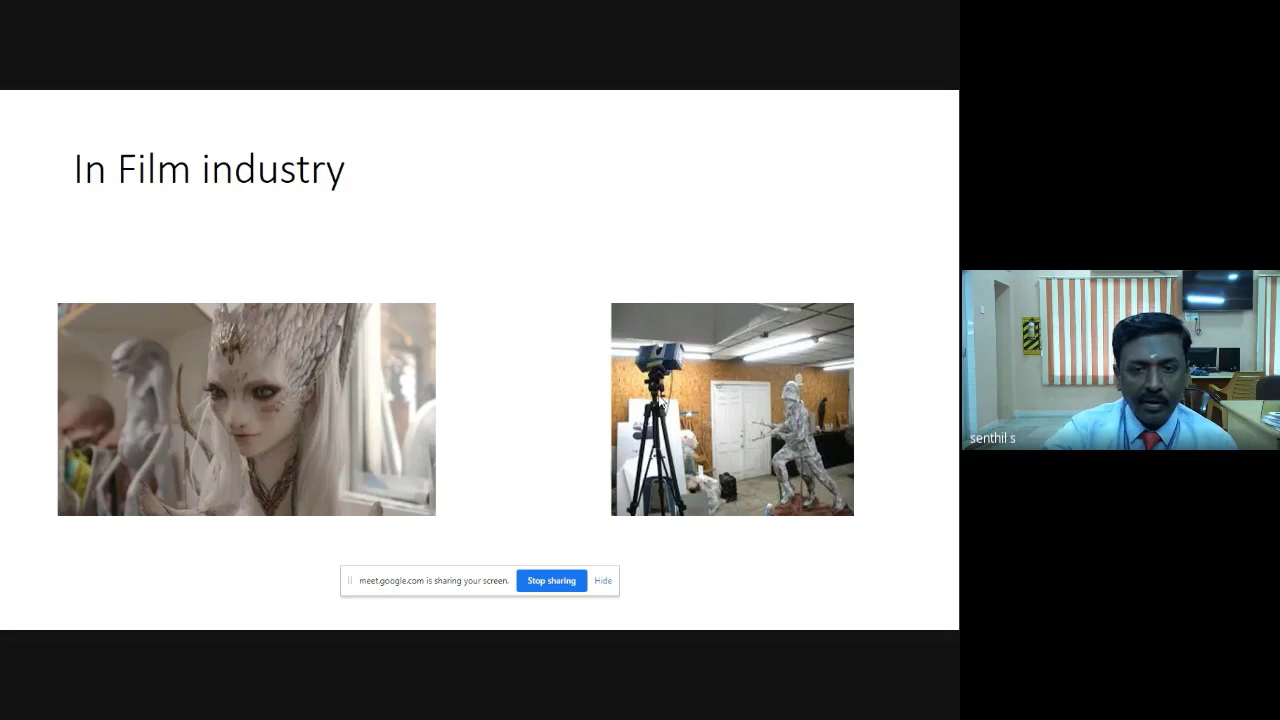 In Film industry
meet.google.com is sharing your screen.
Stop sharing
Hide
senthil s